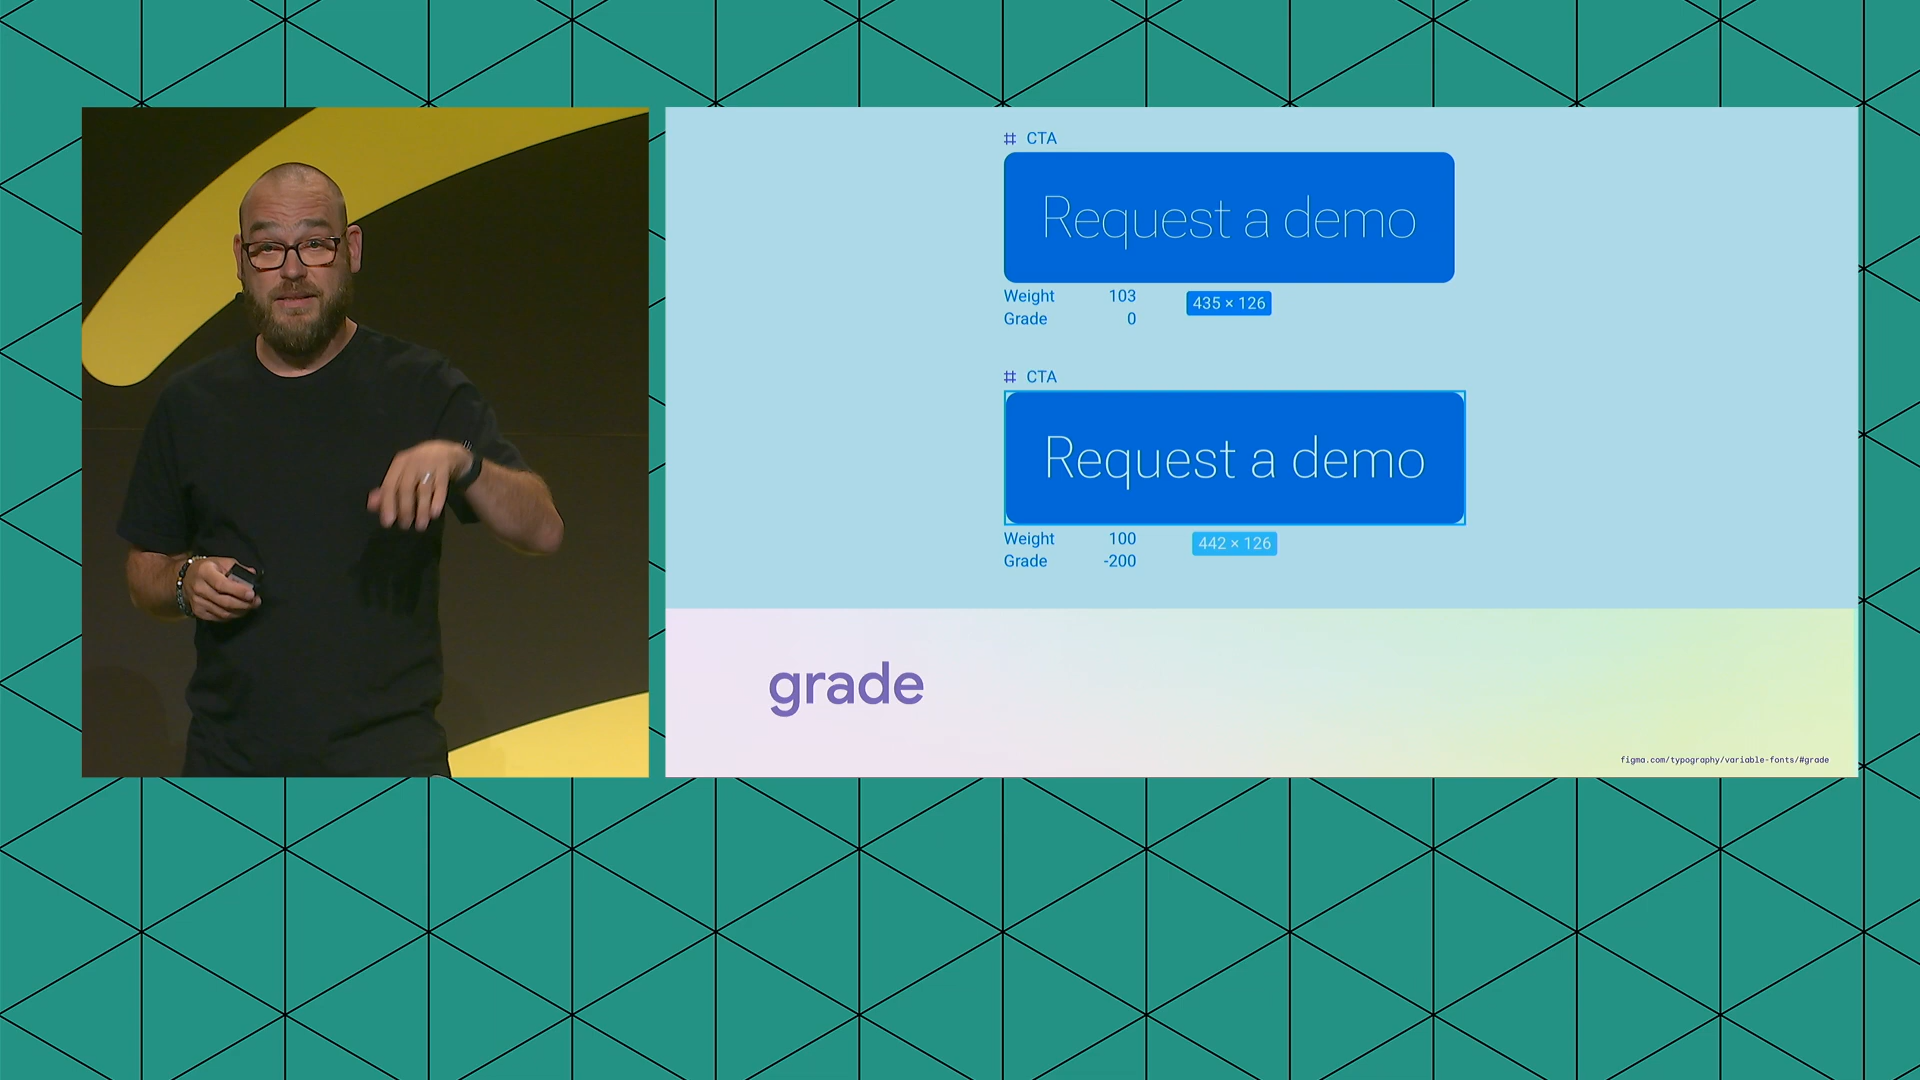 # CTA
Request a demo
Weight 103
Grade 0
435 × 126
# CTA
Request a demo
Weight 100
Grade -200
442 × 126
grade
figma.com/typography/variable-fonts/#grade